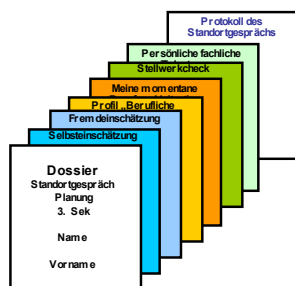 Protokoll des
Standortgesprächs
Persönliche fachliche
Stellwerkcheck
Meine momentane
Profil „Berufliche
Fremdeinschätzung
Selbsteinschätzung
Dossier
Standortgespräch
Planung
3. Sek
Name
Vorname